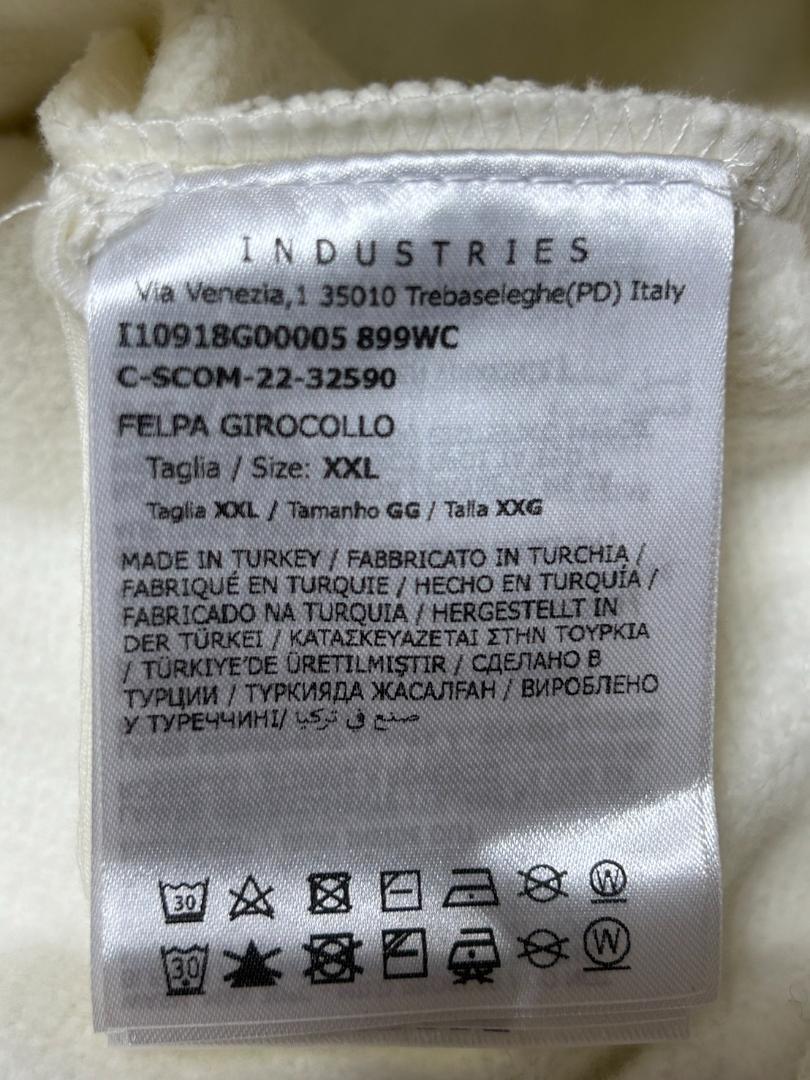 INDUSTRIES
Via Venezia,1 35010 Trebaseleghe(PD) Italy
I10918G00005 899WC
C-SCOM-22-32590
FELPA GIROCOLLO
Taglia / Size: XXL
Taglia XXL / Tamanho GG / Talla XXG
MADE IN TURKEY / FABBRICATO IN TURCHIA /
FABRIQUÉ EN TURQUIE / HECHO EN TURQUÍA /
FABRICADO NA TURQUIA / HERGESTELLT IN
DER TÜRKEI / ΚΑΤΑΣΚΕΥΑΖΕΤΑΙ ΣΤΗΝ ΤΟΥΡΚΙΑ
/ TÜRKIYE'DE ÜRETILMIŞTIR / СДЕЛАНО В
ТУРЦИИ / ТҮРКИЯДА ЖАСАЛҒАН / ВИРОБЛЕНО
У ТУРЕЧЧИНІ/ صنع في تركيا
30 W
30 W